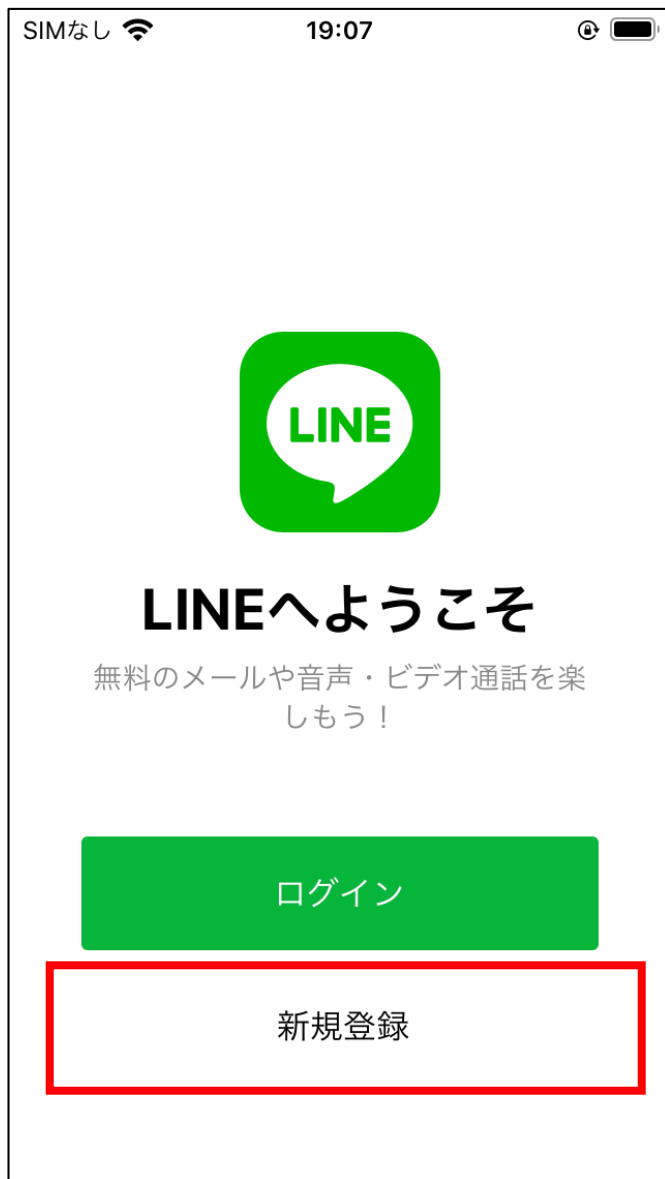 SIMなし 19:07
LINE
LINEへようこそ
無料のメールや音声・ビデオ通話を楽
しもう！
ログイン
新規登録